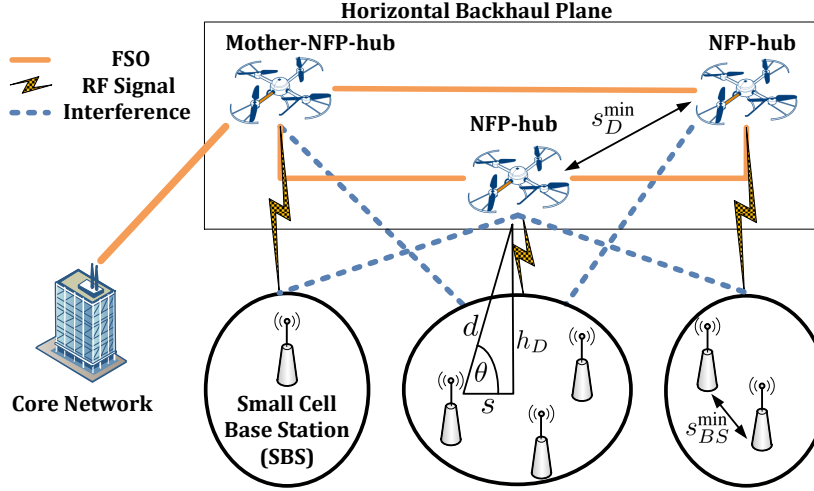 Horizontal Backhaul Plane
FSO
RF Signal
Interference
Mother-NFP-hub
NFP-hub
NFP-hub
s_D^min
d
h_D
θ
s
s_BS^min
Core Network
Small Cell
Base Station
(SBS)